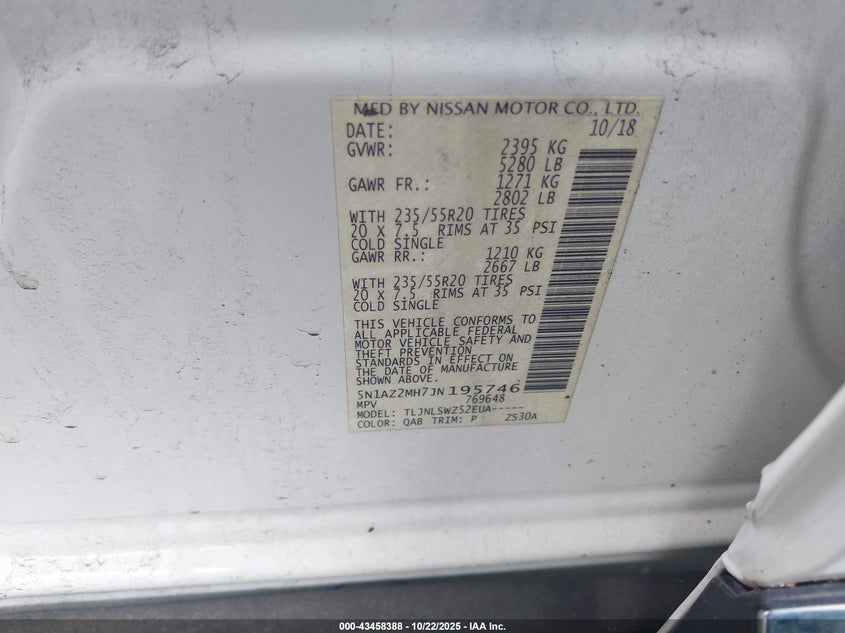 MFD BY NISSAN MOTOR CO., LTD.
DATE: 10/18
GVWR: 2395 KG
5280 LB
GAWR FR.: 1271 KG
2802 LB
WITH 235/55R20 TIRES
20 X 7.5 RIMS AT 35 PSI
COLD SINGLE
GAWR RR.: 1210 KG
2667 LB
WITH 235/55R20 TIRES
20 X 7.5 RIMS AT 35 PSI
COLD SINGLE
THIS VEHICLE CONFORMS TO
ALL APPLICABLE FEDERAL
MOTOR VEHICLE SAFETY AND
THEFT PREVENTION
STANDARDS IN EFFECT ON
THE DATE OF MANUFACTURE
SHOWN ABOVE.
5N1AZ2MH7JN195746
MPV 769648
MODEL: TLJNLSWZ52EUA-----
COLOR: QAB TRIM: P ZS30A
000-43458388 - 10/22/2025 - IAA Inc.